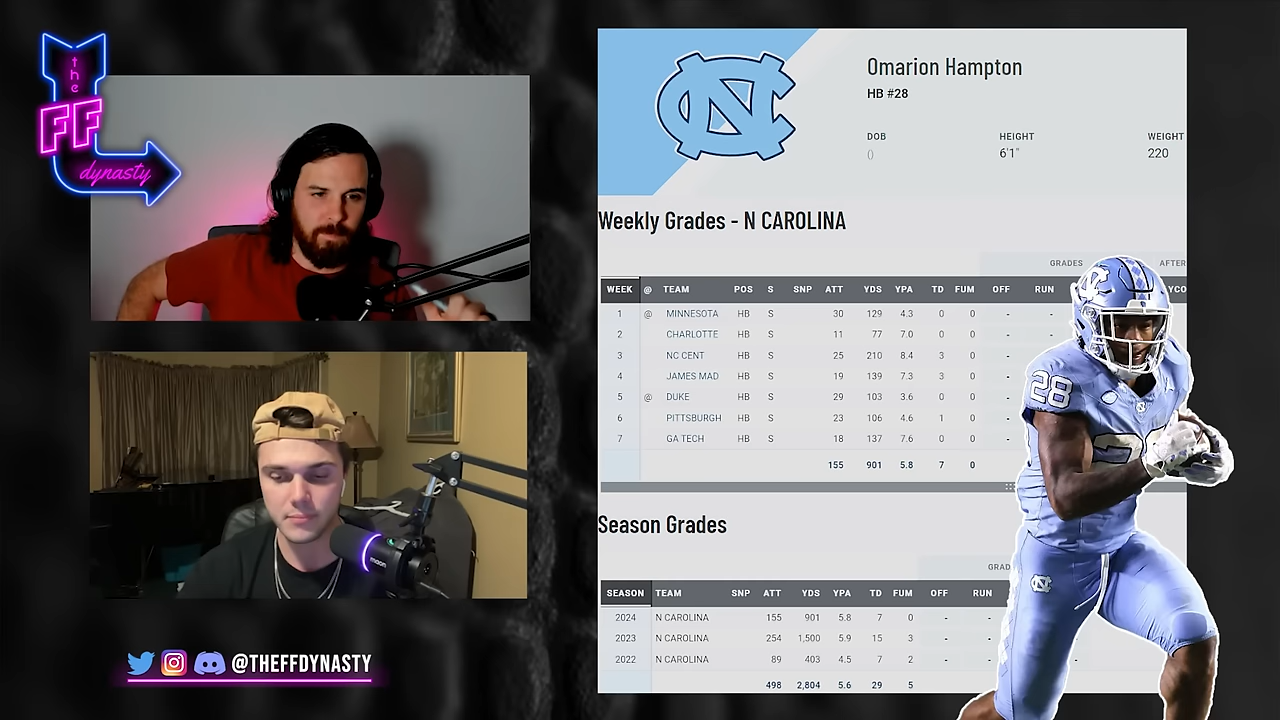 the
FF
dynasty
Omarion Hampton
HB #28
DOB HEIGHT WEIGHT
() 6'1" 220
Weekly Grades - N CAROLINA
GRADES AFTER
WEEK @ TEAM POS S SNP ATT YDS YPA TD FUM OFF RUN YCO
1 @ MINNESOTA HB S 30 129 4.3 0 0 - -
2 CHARLOTTE HB S 11 77 7.0 0 0 - -
3 NC CENT HB S 25 210 8.4 3 0 - -
4 JAMES MAD HB S 19 139 7.3 3 0 -
5 @ DUKE HB S 29 103 3.6 0 0 -
6 PITTSBURGH HB S 23 106 4.6 1 0 -
7 GA TECH HB S 18 137 7.6 0 0 -
155 901 5.8 7 0
Season Grades
GRAD
SEASON TEAM SNP ATT YDS YPA TD FUM OFF RUN
2024 N CAROLINA 155 901 5.8 7 0 - -
2023 N CAROLINA 254 1,500 5.9 15 3 - -
2022 N CAROLINA 89 403 4.5 7 2 - - -
498 2,804 5.6 29 5
28
moon
@THEFFDYNASTY